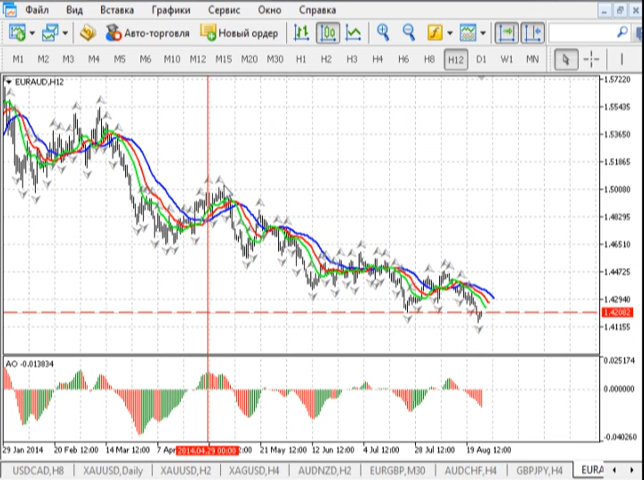 Файл Вид Вставка Графики Сервис Окно Справка
Авто-торговля Новый ордер
M1 M2 M3 M4 M5 M6 M10 M12 M15 M20 M30 H1 H2 H3 H4 H6 H8 H12 D1 W1 MN
EURAUD,H12
1.57220
1.55405
1.53650
1.51865
1.50080
1.48295
1.46510
1.44725
1.42940
1.42082
1.41155
AO -0.013834
0.025174
0.000000
-0.040260
29 Jan 2014 20 Feb 12:00 14 Mar 12:00 7 Apr 2014.04.29 00:00 :00 21 May 12:00 12 Jun 12:00 4 Jul 12:00 28 Jul 12:00 19 Aug 12:00
USDCAD,H8 XAUUSD,Daily XAUUSD,H2 XAGUSD,H4 AUDNZD,H2 EURGBP,M30 AUDCHF,H4 GBPJPY,H4 EURA